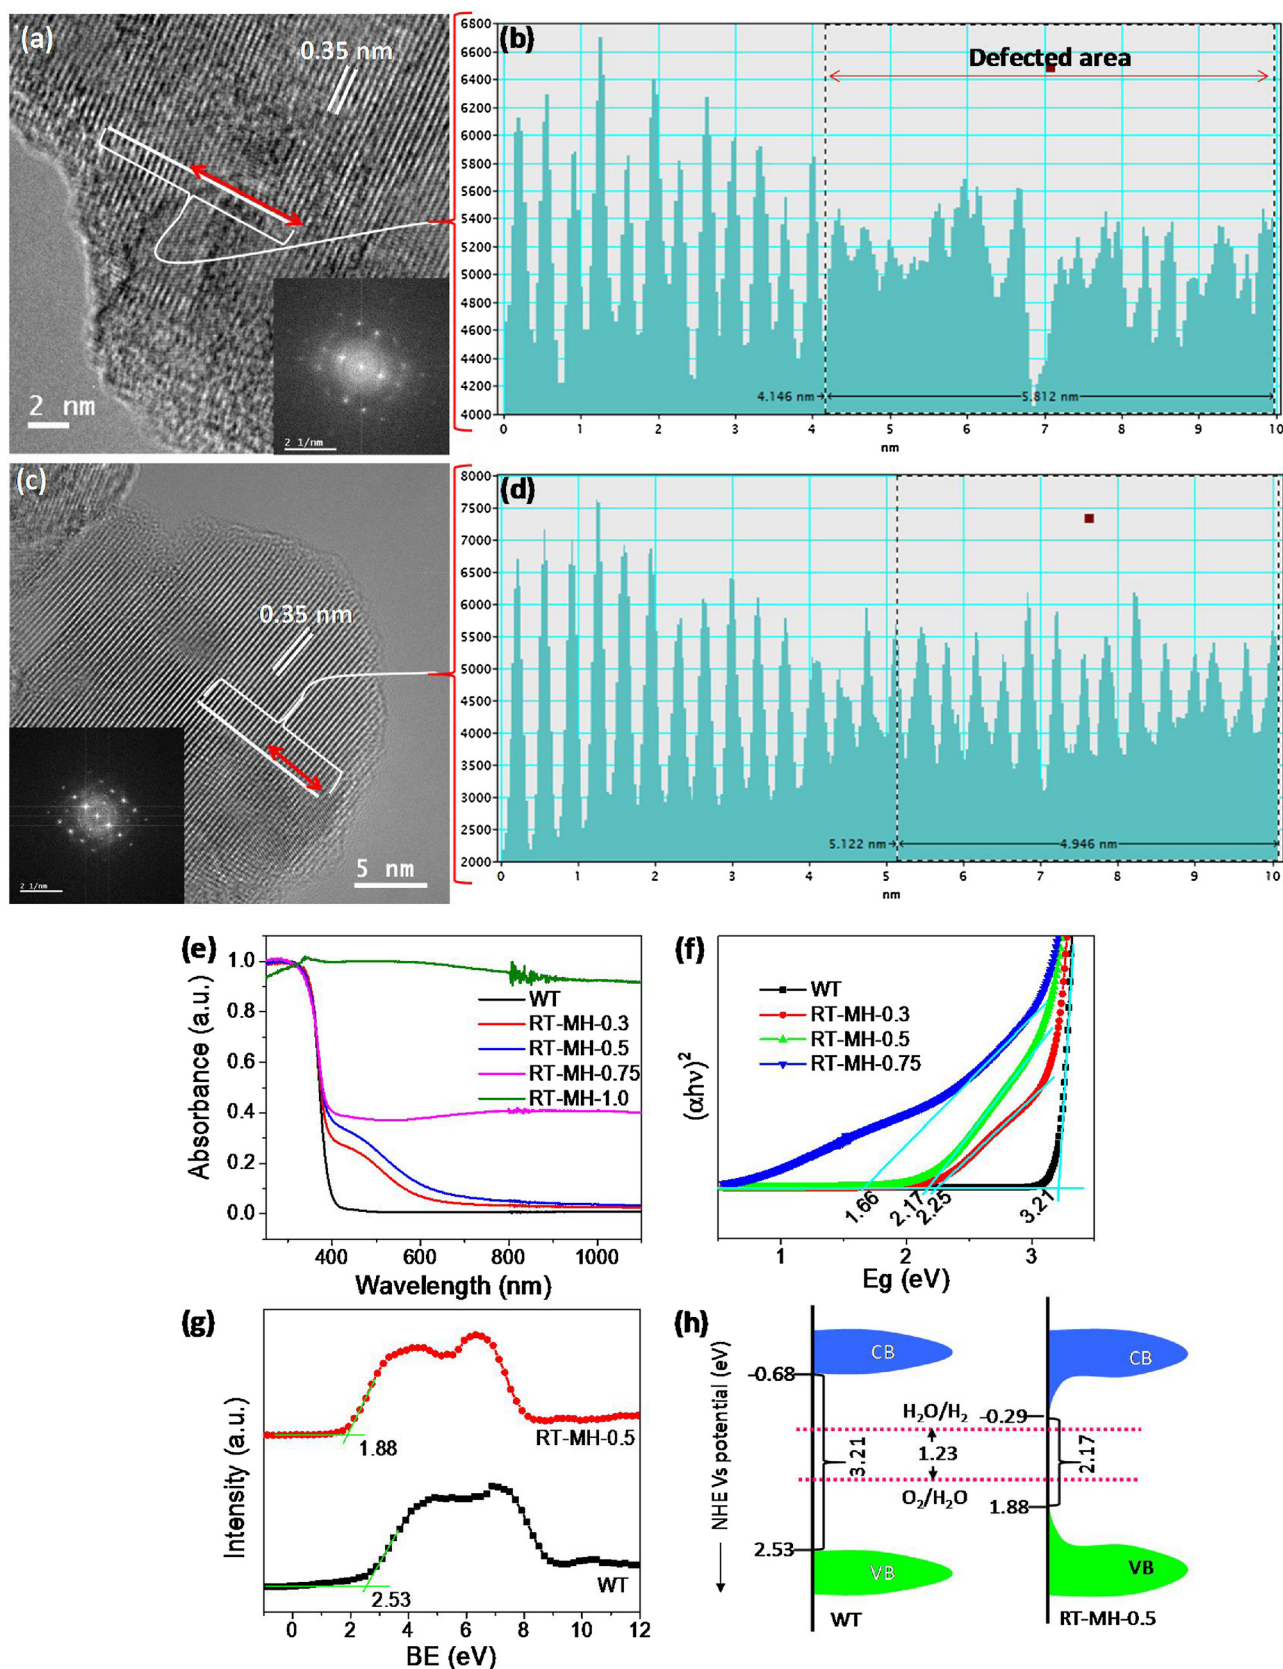 (a)
0.35 nm
2 nm
2 1/nm
(b)
Defected area
6800
6400
6000
5800
5600
5400
5200
5000
4800
4600
4400
4200
4000
4.146 nm
5.812 nm
0 1 2 3 4 5 6 7 8 9 10
nm
(c)
0.35 nm
5 nm
2 1/nm
(d)
8000
7500
7000
6500
6000
5500
5000
4500
4000
3500
3000
2500
2000
5.122 nm
4.946 nm
0 1 2 3 4 5 6 7 8 9 10
nm
(e)
Absorbance (a.u.)
1.0
0.8
0.6
0.4
0.2
0.0
WT
RT-MH-0.3
RT-MH-0.5
RT-MH-0.75
RT-MH-1.0
400 600 800 1000
Wavelength (nm)
(f)
(αhν)²
WT
RT-MH-0.3
RT-MH-0.5
RT-MH-0.75
1.66
2.17
2.25
3.21
1 2 3
Eg (eV)
(g)
Intensity (a.u.)
1.88
RT-MH-0.5
2.53
WT
0 2 4 6 8 10 12
BE (eV)
(h)
NHE Vs potential (eV)
CB
CB
-0.68
H₂O/H₂
-0.29
3.21
1.23
2.17
O₂/H₂O
1.88
2.53
VB
VB
WT
RT-MH-0.5